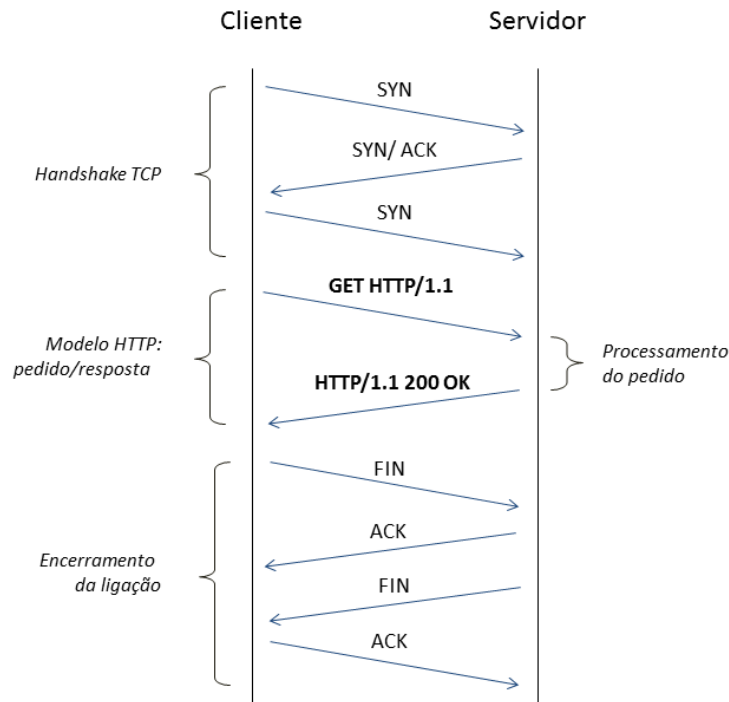 Cliente
Servidor
SYN
SYN/ ACK
Handshake TCP
SYN
GET HTTP/1.1
Modelo HTTP:
pedido/resposta
Processamento
do pedido
HTTP/1.1 200 OK
FIN
ACK
Encerramento
da ligação
FIN
ACK